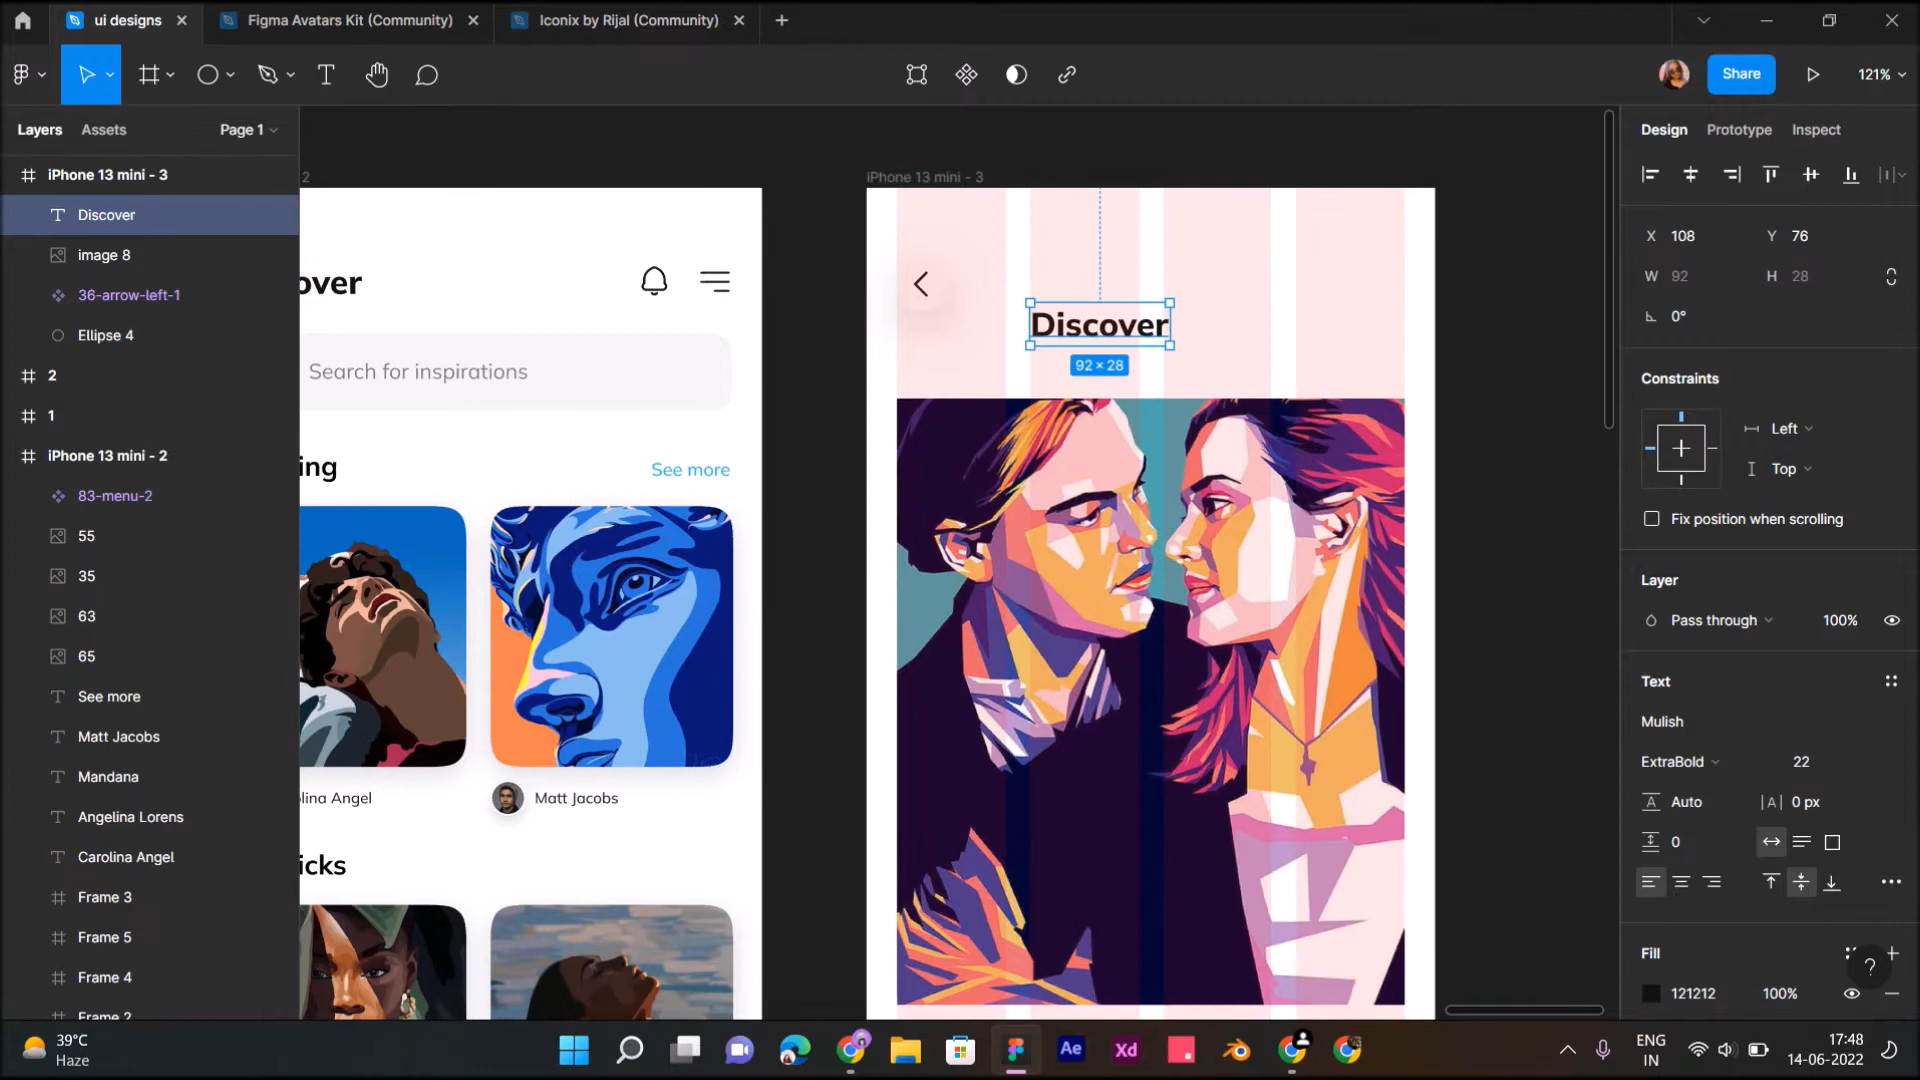 ui designs
Figma Avatars Kit (Community)
Iconix by Rijal (Community)
Share
121%
Layers
Assets
Page 1
iPhone 13 mini - 3
Discover
image 8
36-arrow-left-1
Ellipse 4
2
1
iPhone 13 mini - 2
83-menu-2
55
35
63
65
See more
Matt Jacobs
Mandana
Angelina Lorens
Carolina Angel
Frame 3
Frame 5
Frame 4
Frame 2
2
over
Search for inspirations
ing
See more
lina Angel
Matt Jacobs
icks
iPhone 13 mini - 3
Discover
92 × 28
Design
Prototype
Inspect
X 108
Y 76
W 92
H 28
0°
Constraints
Left
Top
Fix position when scrolling
Layer
Pass through
100%
Text
Mulish
ExtraBold
22
Auto
0 px
0
Fill
?
121212
100%
39°C
Haze
Ae
Xd
ENG
IN
17:48
14-06-2022